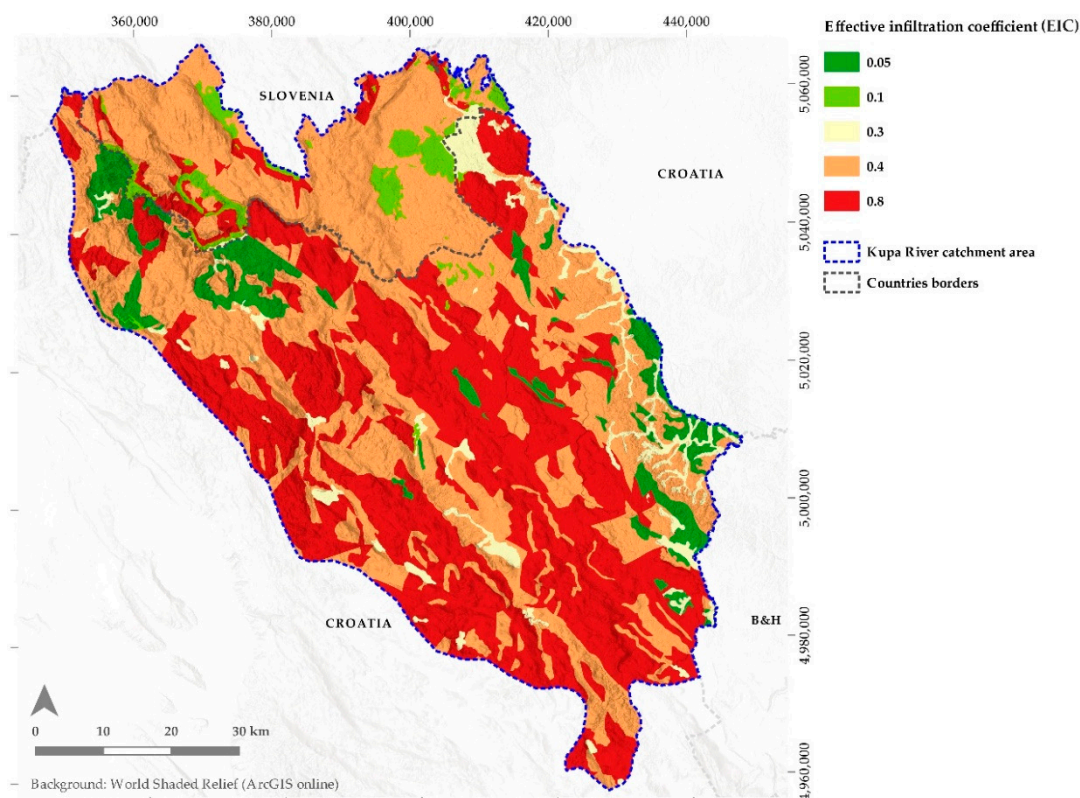 360,000
380,000
400,000
420,000
440,000
Effective infiltration coefficient (EIC)
0.05
0.1
0.3
0.4
0.8
Kupa River catchment area
Countries borders
SLOVENIA
CROATIA
5,060,000
5,040,000
5,020,000
5,000,000
4,980,000
4,960,000
CROATIA
B&H
0 10 20 30 km
Background: World Shaded Relief (ArcGIS online)